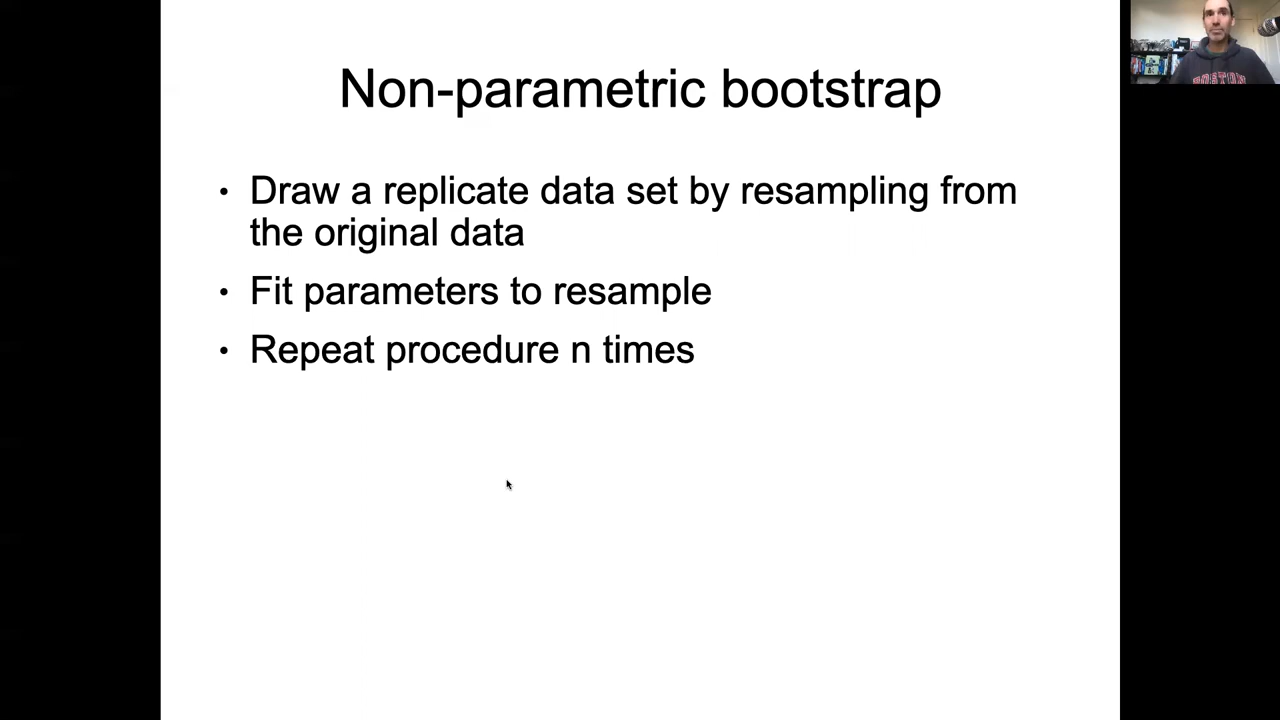 Non-parametric bootstrap
• Draw a replicate data set by resampling from
the original data
• Fit parameters to resample
• Repeat procedure n times
BOSTON